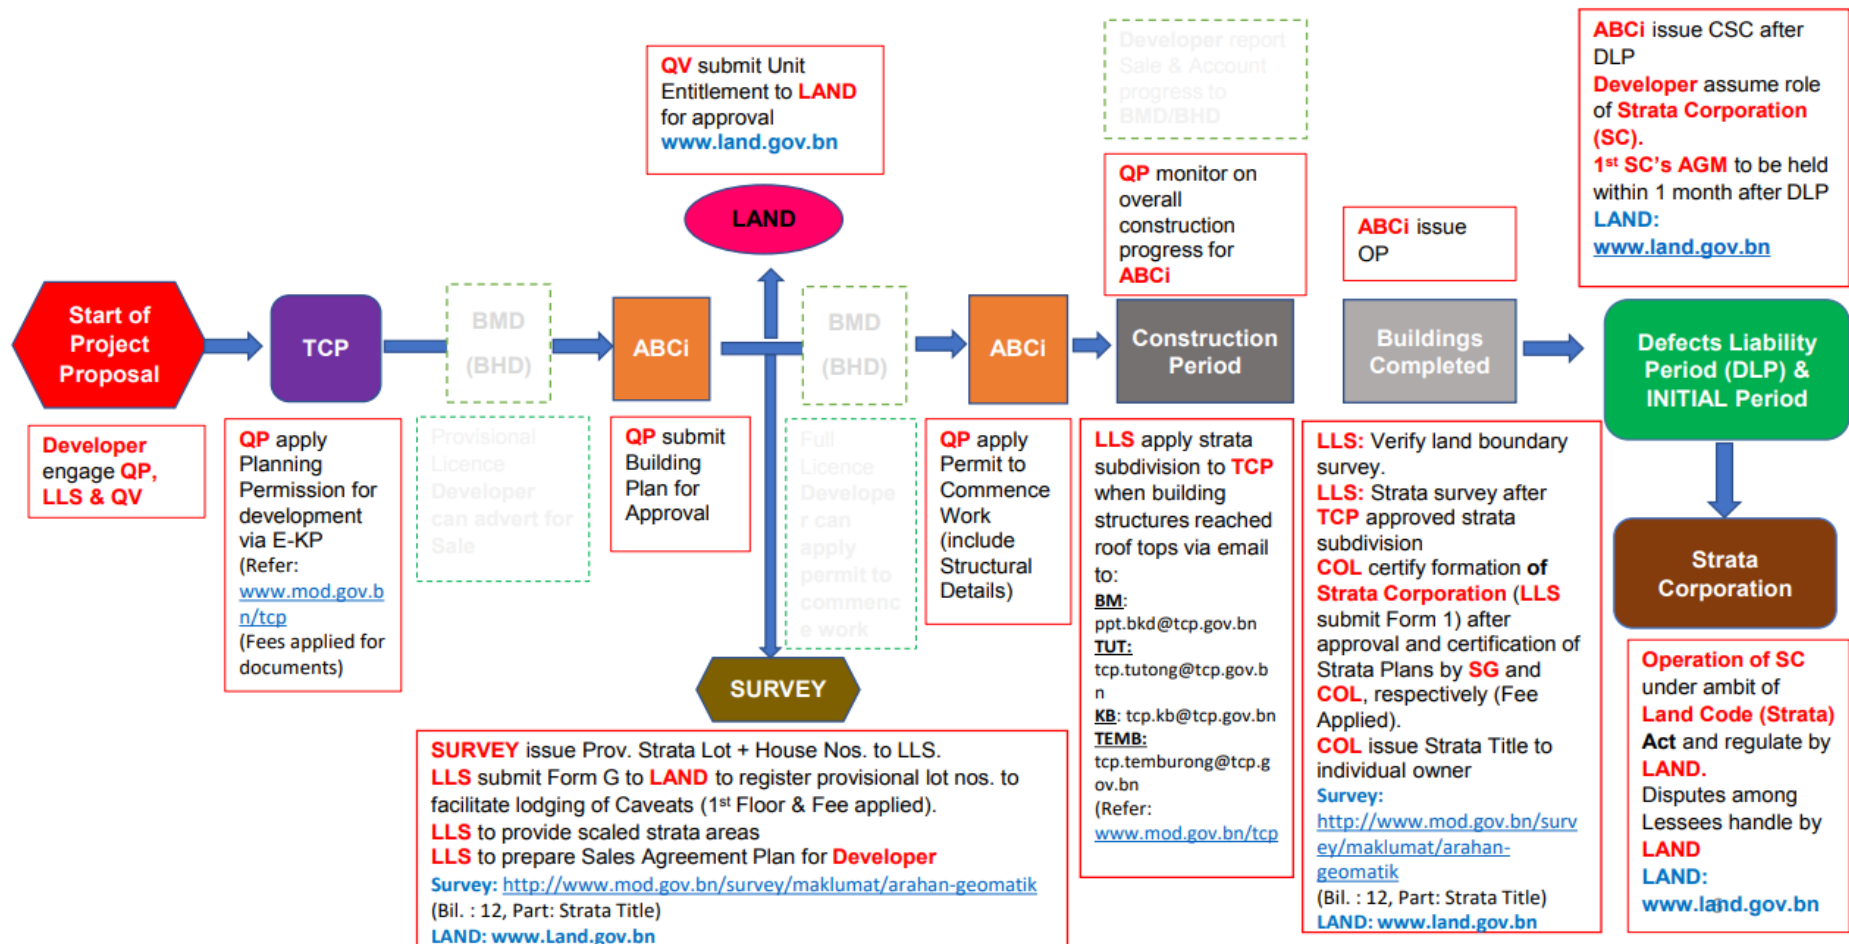 QV submit Unit
Entitlement to LAND
for approval
www.land.gov.bn
Developer report
Sale & Account
progress to
BMD/BHD
ABCi issue CSC after
DLP
Developer assume role
of Strata Corporation
(SC).
1st SC's AGM to be held
within 1 month after DLP
LAND:
www.land.gov.bn
QP monitor on
overall
construction
progress for
ABCi
ABCi issue
OP
LAND
Start of
Project
Proposal
TCP
BMD
(BHD)
ABCi
BMD
(BHD)
ABCi
Construction
Period
Buildings
Completed
Defects Liability
Period (DLP) &
INITIAL Period
Developer
engage QP,
LLS & QV
QP apply
Planning
Permission for
development
via E-KP
(Refer:
www.mod.gov.b
n/tcp
(Fees applied for
documents)
Provisional
Licence
Developer
can advert for
Sale
QP submit
Building
Plan for
Approval
Full
Licence
Develope
r can
apply
permit to
commenc
e work
QP apply
Permit to
Commence
Work
(include
Structural
Details)
LLS apply strata
subdivision to TCP
when building
structures reached
roof tops via email
to:
BM:
ppt.bkd@tcp.gov.bn
TUT:
tcp.tutong@tcp.gov.b
n
KB: tcp.kb@tcp.gov.bn
TEMB:
tcp.temburong@tcp.g
ov.bn
(Refer:
www.mod.gov.bn/tcp
LLS: Verify land boundary
survey.
LLS: Strata survey after
TCP approved strata
subdivision
COL certify formation of
Strata Corporation (LLS
submit Form 1) after
approval and certification of
Strata Plans by SG and
COL, respectively (Fee
Applied).
COL issue Strata Title to
individual owner
Survey:
http://www.mod.gov.bn/surv
ey/maklumat/arahan-
geomatik
(Bil. : 12, Part: Strata Title)
LAND: www.land.gov.bn
Strata
Corporation
Operation of SC
under ambit of
Land Code (Strata)
Act and regulate by
LAND.
Disputes among
Lessees handle by
LAND
LAND:
www.land.gov.bn
SURVEY
SURVEY issue Prov. Strata Lot + House Nos. to LLS.
LLS submit Form G to LAND to register provisional lot nos. to
facilitate lodging of Caveats (1st Floor & Fee applied).
LLS to provide scaled strata areas
LLS to prepare Sales Agreement Plan for Developer
Survey: http://www.mod.gov.bn/survey/maklumat/arahan-geomatik
(Bil. : 12, Part: Strata Title)
LAND: www.Land.gov.bn